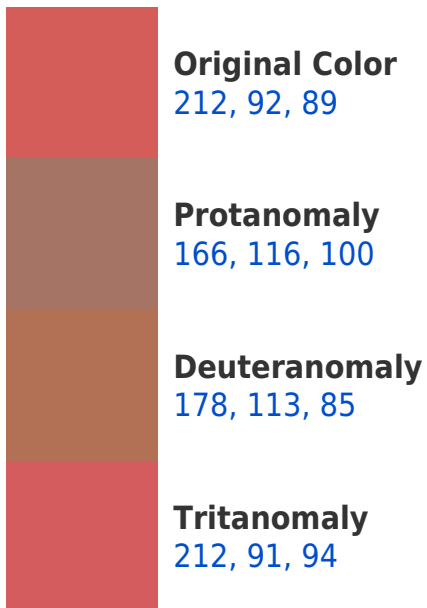 Original Color
212, 92, 89
Protanomaly
166, 116, 100
Deuteranomaly
178, 113, 85
Tritanomaly
212, 91, 94